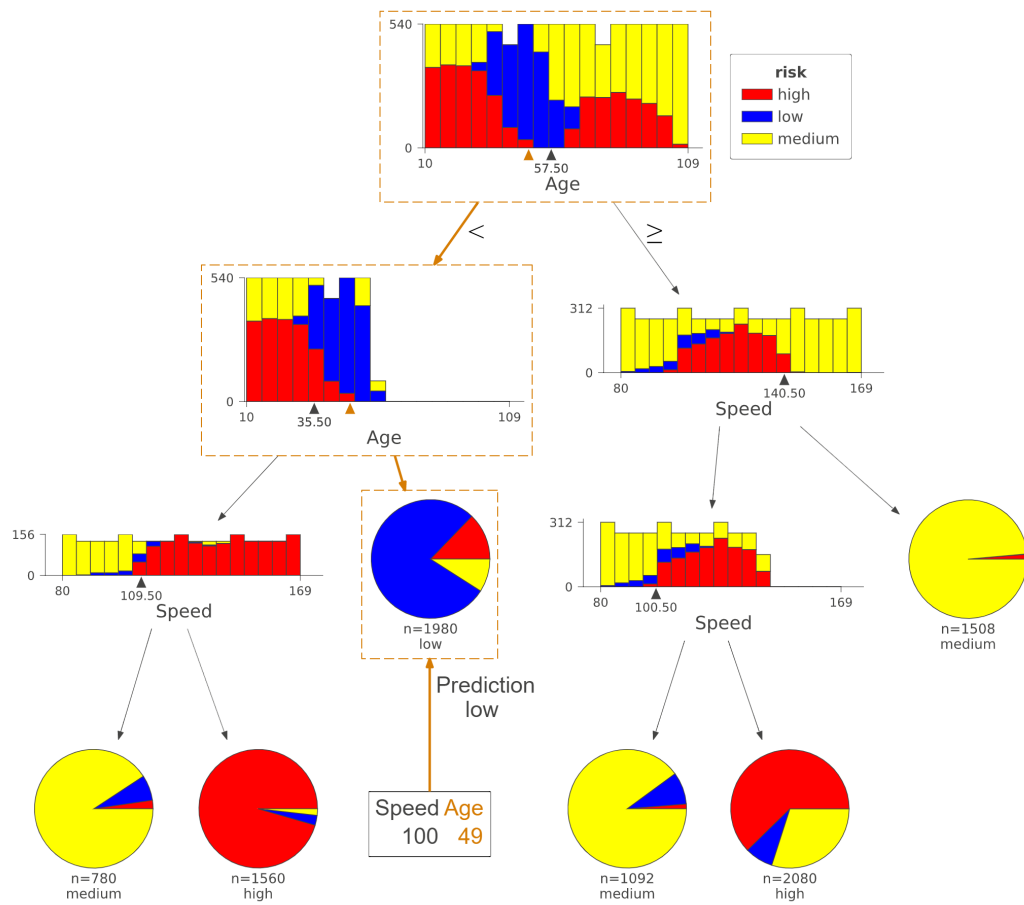 540
0
10
57.50
109
Age
risk
high
low
medium
<
≥
540
0
10
35.50
109
Age
312
0
80
140.50
169
Speed
156
0
80
109.50
169
Speed
n=1980
low
312
0
80
100.50
169
Speed
n=1508
medium
Prediction
low
n=780
medium
n=1560
high
Speed Age
100 49
n=1092
medium
n=2080
high